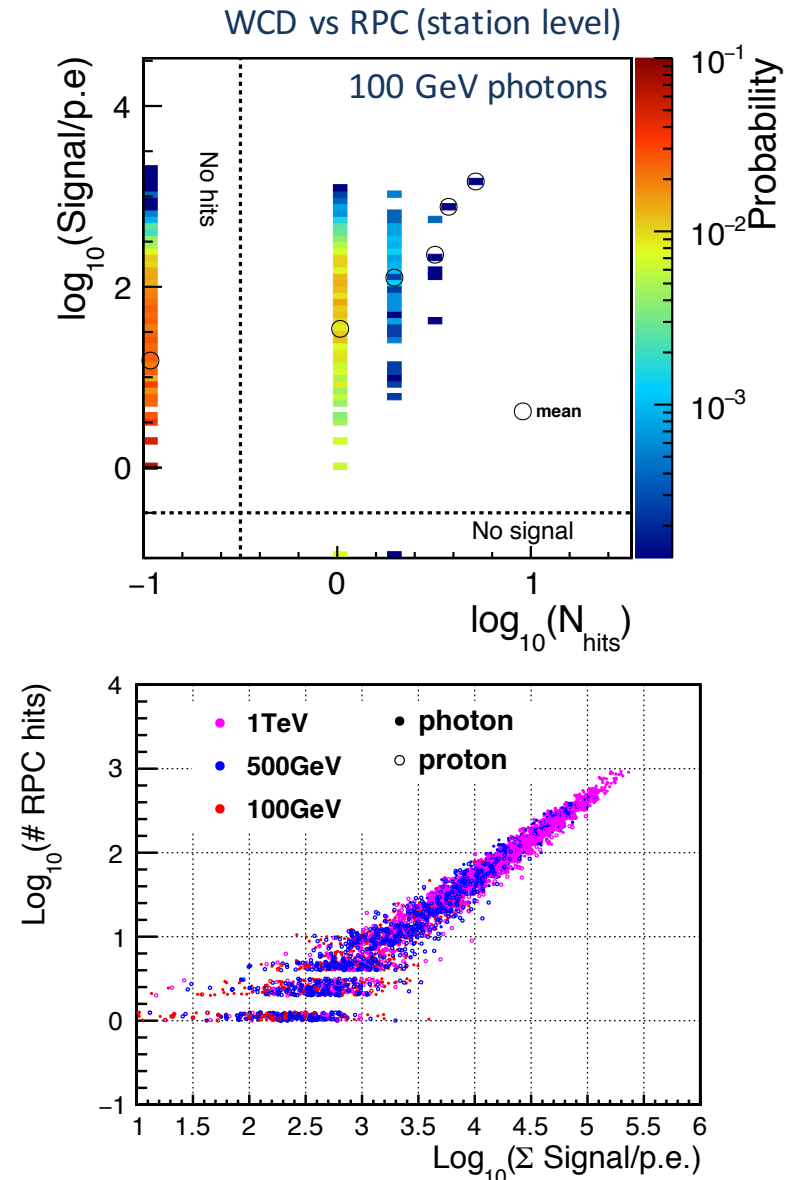 WCD vs RPC (station level)
100 GeV photons
log10(Signal/p.e)
4
2
0
No hits
mean
No signal
−1 0 1
log10(Nhits)
10−1
10−2
10−3
Probability
Log10(# RPC hits)
4
3
2
1
0
−1
1TeV photon
500GeV proton
100GeV
1 1.5 2 2.5 3 3.5 4 4.5 5 5.5 6
Log10(Σ Signal/p.e.)